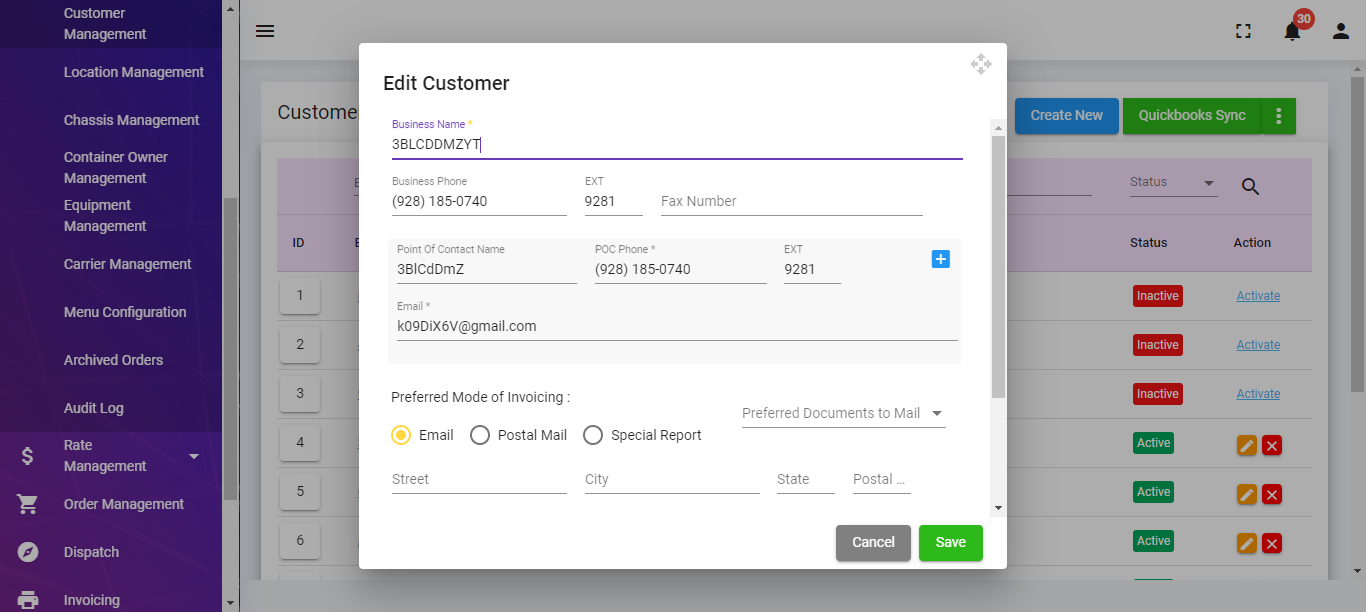 Customer
Management
Location Management
Chassis Management
Container Owner
Management
Equipment
Management
Carrier Management
Menu Configuration
Archived Orders
Audit Log
$ Rate
Management
Order Management
Dispatch
Invoicing
30
Custome
Create New
Quickbooks Sync
Status
ID
Status
Action
1
Inactive
Activate
2
Inactive
Activate
3
Inactive
Activate
4
Active
5
Active
6
Active
Edit Customer
Business Name *
3BLCDDMZYT
Business Phone
EXT
(928) 185-0740
9281
Fax Number
Point Of Contact Name
POC Phone *
EXT
3BlCdDmZ
(928) 185-0740
9281
Email *
k09DiX6V@gmail.com
Preferred Mode of Invoicing :
Preferred Documents to Mail
Email
Postal Mail
Special Report
Street
City
State
Postal ...
Cancel
Save